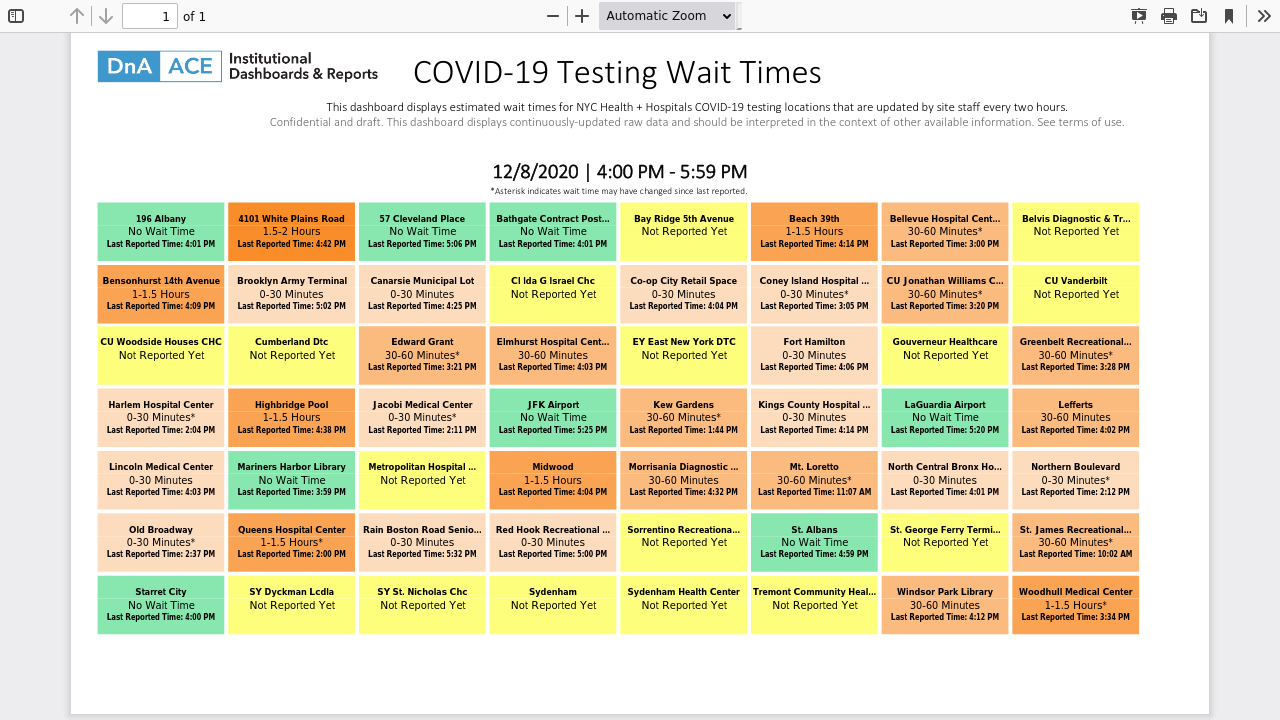 1 of 1
Automatic Zoom
DnA ACE Institutional Dashboards & Reports
COVID-19 Testing Wait Times
This dashboard displays estimated wait times for NYC Health + Hospitals COVID-19 testing locations that are updated by site staff every two hours.
Confidential and draft. This dashboard displays continuously-updated raw data and should be interpreted in the context of other available information. See terms of use.
12/8/2020 | 4:00 PM - 5:59 PM
*Asterisk indicates wait time may have changed since last reported.
196 Albany
No Wait Time
Last Reported Time: 4:01 PM
4101 White Plains Road
1.5-2 Hours
Last Reported Time: 4:42 PM
57 Cleveland Place
No Wait Time
Last Reported Time: 5:06 PM
Bathgate Contract Post...
No Wait Time
Last Reported Time: 4:01 PM
Bay Ridge 5th Avenue
Not Reported Yet
Beach 39th
1-1.5 Hours
Last Reported Time: 4:14 PM
Bellevue Hospital Cent...
30-60 Minutes*
Last Reported Time: 3:00 PM
Belvis Diagnostic & Tr...
Not Reported Yet
Bensonhurst 14th Avenue
1-1.5 Hours
Last Reported Time: 4:09 PM
Brooklyn Army Terminal
0-30 Minutes
Last Reported Time: 5:02 PM
Canarsie Municipal Lot
0-30 Minutes
Last Reported Time: 4:25 PM
Cl Ida G Israel Chc
Not Reported Yet
Co-op City Retail Space
0-30 Minutes
Last Reported Time: 4:04 PM
Coney Island Hospital ...
0-30 Minutes*
Last Reported Time: 3:05 PM
CU Jonathan Williams C...
30-60 Minutes*
Last Reported Time: 3:20 PM
CU Vanderbilt
Not Reported Yet
CU Woodside Houses CHC
Not Reported Yet
Cumberland Dtc
Not Reported Yet
Edward Grant
30-60 Minutes*
Last Reported Time: 3:21 PM
Elmhurst Hospital Cent...
30-60 Minutes
Last Reported Time: 4:03 PM
EY East New York DTC
Not Reported Yet
Fort Hamilton
0-30 Minutes
Last Reported Time: 4:06 PM
Gouverneur Healthcare
Not Reported Yet
Greenbelt Recreational...
30-60 Minutes*
Last Reported Time: 3:28 PM
Harlem Hospital Center
0-30 Minutes*
Last Reported Time: 2:04 PM
Highbridge Pool
1-1.5 Hours
Last Reported Time: 4:38 PM
Jacobi Medical Center
0-30 Minutes*
Last Reported Time: 2:11 PM
JFK Airport
No Wait Time
Last Reported Time: 5:25 PM
Kew Gardens
30-60 Minutes*
Last Reported Time: 1:44 PM
Kings County Hospital ...
0-30 Minutes
Last Reported Time: 4:14 PM
LaGuardia Airport
No Wait Time
Last Reported Time: 5:20 PM
Lefferts
30-60 Minutes
Last Reported Time: 4:02 PM
Lincoln Medical Center
0-30 Minutes
Last Reported Time: 4:03 PM
Mariners Harbor Library
No Wait Time
Last Reported Time: 3:59 PM
Metropolitan Hospital ...
Not Reported Yet
Midwood
1-1.5 Hours
Last Reported Time: 4:04 PM
Morrisania Diagnostic ...
30-60 Minutes
Last Reported Time: 4:32 PM
Mt. Loretto
30-60 Minutes*
Last Reported Time: 11:07 AM
North Central Bronx Ho...
0-30 Minutes
Last Reported Time: 4:01 PM
Northern Boulevard
0-30 Minutes*
Last Reported Time: 2:12 PM
Old Broadway
0-30 Minutes*
Last Reported Time: 2:37 PM
Queens Hospital Center
1-1.5 Hours*
Last Reported Time: 2:00 PM
Rain Boston Road Senio...
0-30 Minutes
Last Reported Time: 5:32 PM
Red Hook Recreational ...
0-30 Minutes
Last Reported Time: 5:00 PM
Sorrentino Recreationa...
Not Reported Yet
St. Albans
No Wait Time
Last Reported Time: 4:59 PM
St. George Ferry Termi...
Not Reported Yet
St. James Recreational...
30-60 Minutes*
Last Reported Time: 10:02 AM
Starret City
No Wait Time
Last Reported Time: 4:00 PM
SY Dyckman Lcdla
Not Reported Yet
SY St. Nicholas Chc
Not Reported Yet
Sydenham
Not Reported Yet
Sydenham Health Center
Not Reported Yet
Tremont Community Heal...
Not Reported Yet
Windsor Park Library
30-60 Minutes
Last Reported Time: 4:12 PM
Woodhull Medical Center
1-1.5 Hours*
Last Reported Time: 3:34 PM